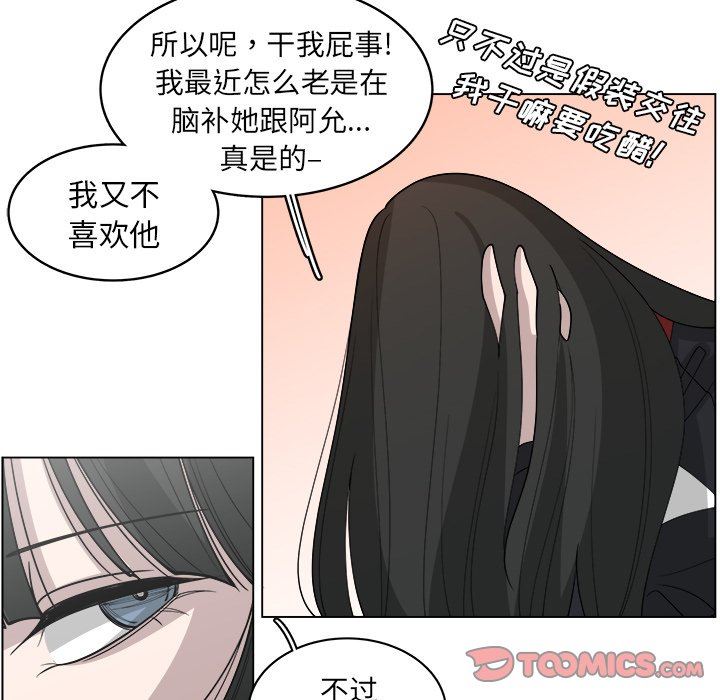 所以呢，干我屁事!
我最近怎么老是在
脑补她跟阿允...
真是的–
只不过是假装交往
我干嘛要吃醋!
我又不
喜欢他
不过
TOOMICS.COM